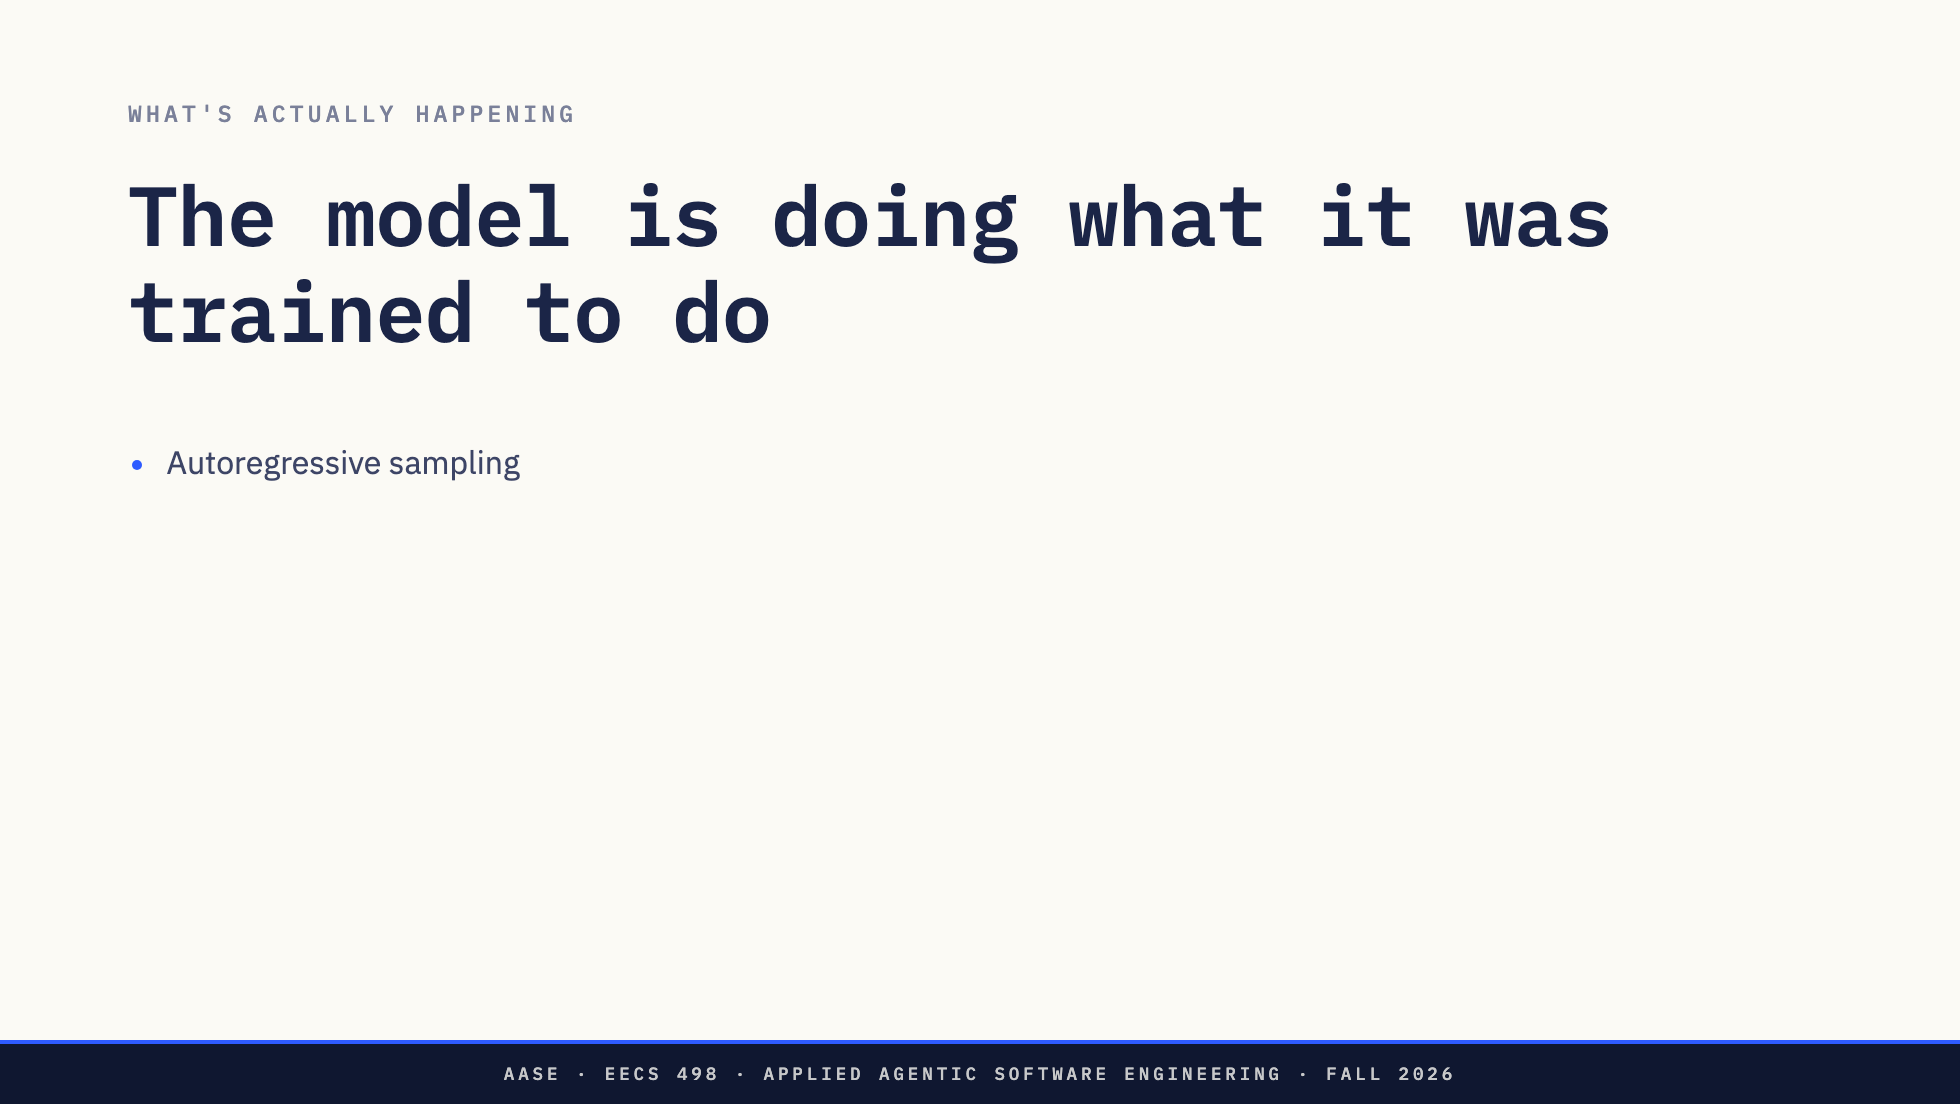 WHAT'S ACTUALLY HAPPENING
The model is doing what it was
trained to do
• Autoregressive sampling
AASE · EECS 498 · APPLIED AGENTIC SOFTWARE ENGINEERING · FALL 2026